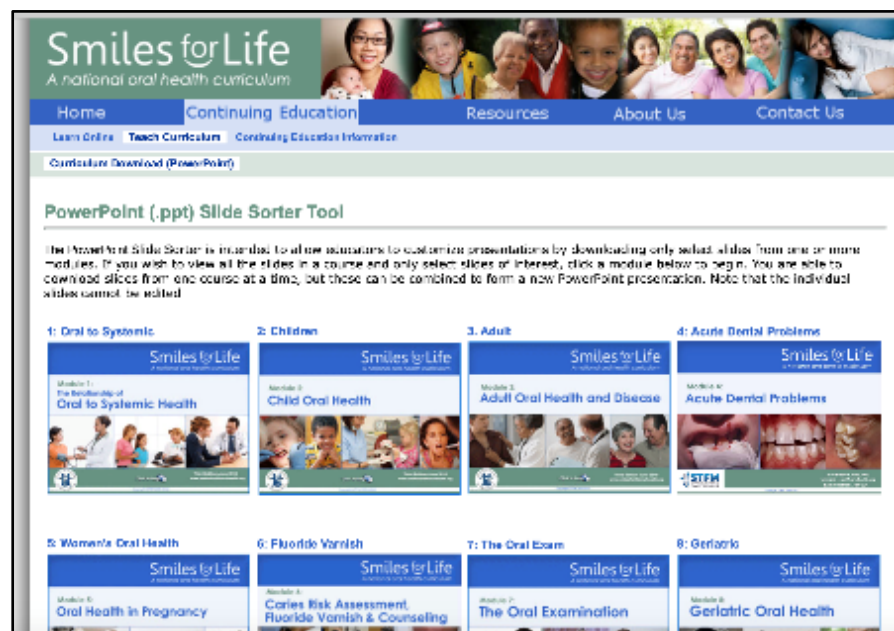 Smiles for Life
A national oral health curriculum
Home Continuing Education Resources About Us Contact Us
Learn Online Teach Curriculum Continuing Education Information
Curriculum Download (PowerPoint)
PowerPoint (.ppt) Slide Sorter Tool
The PowerPoint Slide Sorter is intended to allow educators to customize presentations by downloading only select slides from one or more
modules. If you wish to view all the slides in a course and only select slides of interest, click a module below to begin. You are able to
download slices from one course at a time, but these can be combined to form a new PowerPoint presentation. Note that the individual
slides cannot be edited
1: Oral to Systemic 2: Children 3. Adult 4: Acute Dental Problems
Smiles for Life Smiles for Life Smiles for Life Smiles for Life
Module 1:
The Relationship of
Oral to Systemic Health
Module 2:
Child Oral Health
Module 3:
Adult Oral Health and Disease
Module 4:
Acute Dental Problems
STFM
5: Women's Oral Health 6: Fluoride Varnish 7: The Oral Exam 8: Geriatric
Smiles for Life Smiles for Life Smiles for Life Smiles for Life
Module 5:
Oral Health in Pregnancy
Module 6:
Caries Risk Assessment,
Fluoride Varnish & Counseling
Module 7:
The Oral Examination
Module 8:
Geriatric Oral Health